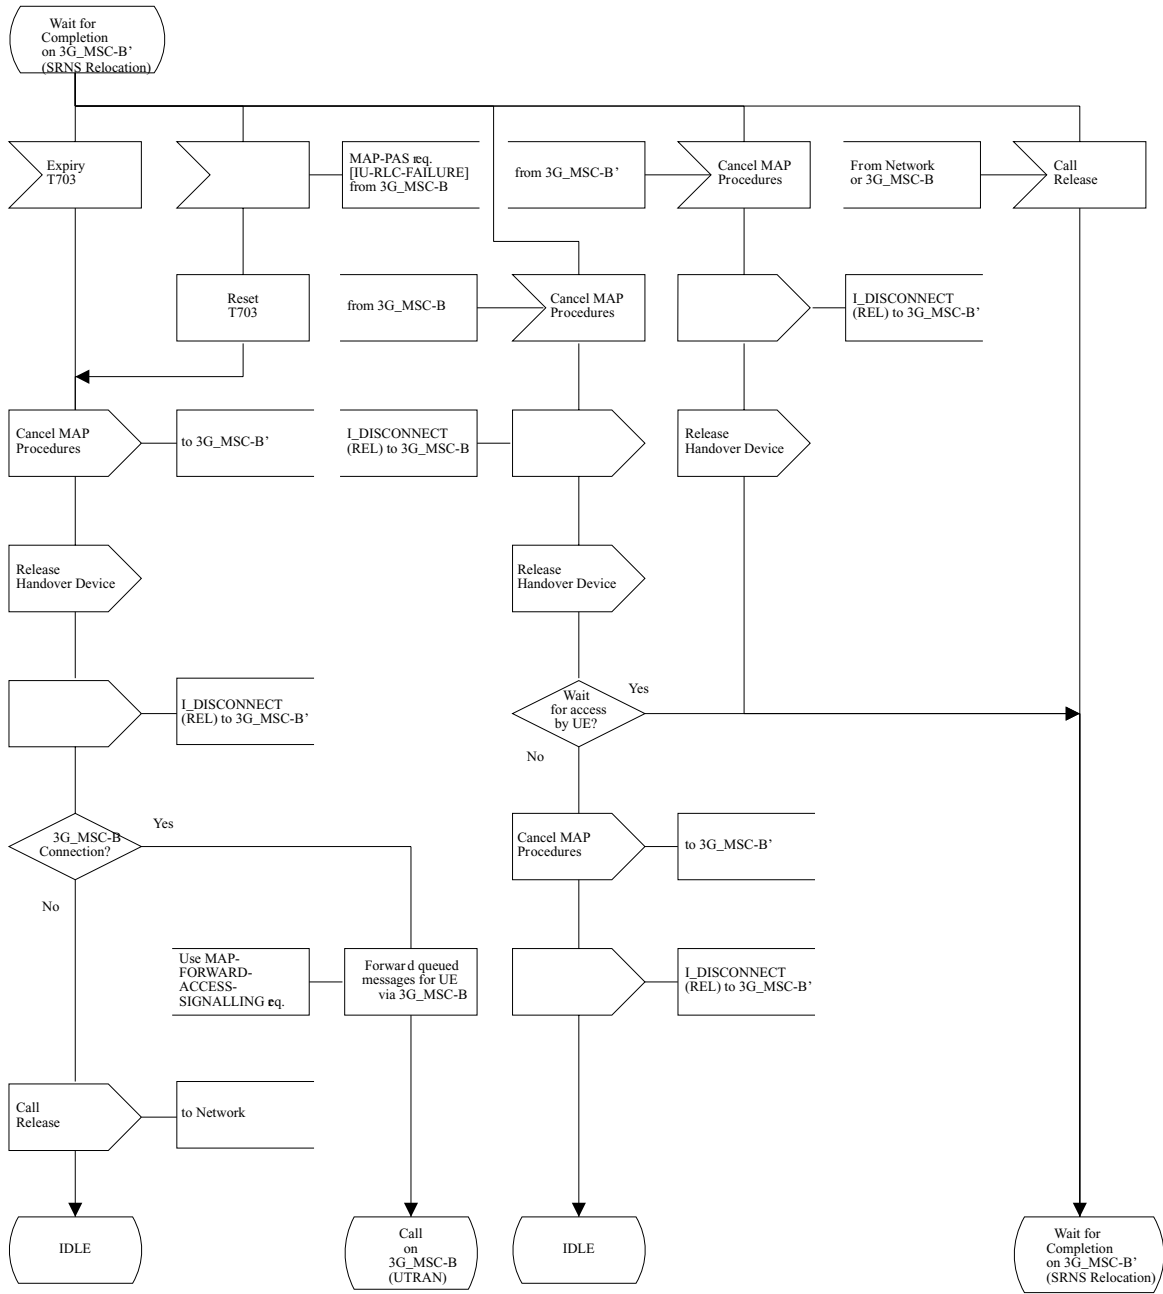 Wait for
Completion
on 3G_MSC-B’
(SRNS Relocation)
Expiry
T703
MAP-PAS req.
[IU-RLC-FAILURE]
from 3G_MSC-B
from 3G_MSC-B’
Cancel MAP
Procedures
From Network
or 3G_MSC-B
Call
Release
Reset
T703
from 3G_MSC-B
Cancel MAP
Procedures
I_DISCONNECT
(REL) to 3G_MSC-B’
Cancel MAP
Procedures
to 3G_MSC-B’
I_DISCONNECT
(REL) to 3G_MSC-B
Release
Handover Device
Release
Handover Device
Release
Handover Device
I_DISCONNECT
(REL) to 3G_MSC-B’
Wait
for access
by UE?
Yes
No
3G_MSC-B
Connection?
Yes
No
Cancel MAP
Procedures
to 3G_MSC-B’
Use MAP-
FORWARD-
ACCESS-
SIGNALLING req.
Forward queued
messages for UE
via 3G_MSC-B
I_DISCONNECT
(REL) to 3G_MSC-B’
Call
Release
to Network
IDLE
Call
on
3G_MSC-B
(UTRAN)
IDLE
Wait for
Completion
on 3G_MSC-B’
(SRNS Relocation)